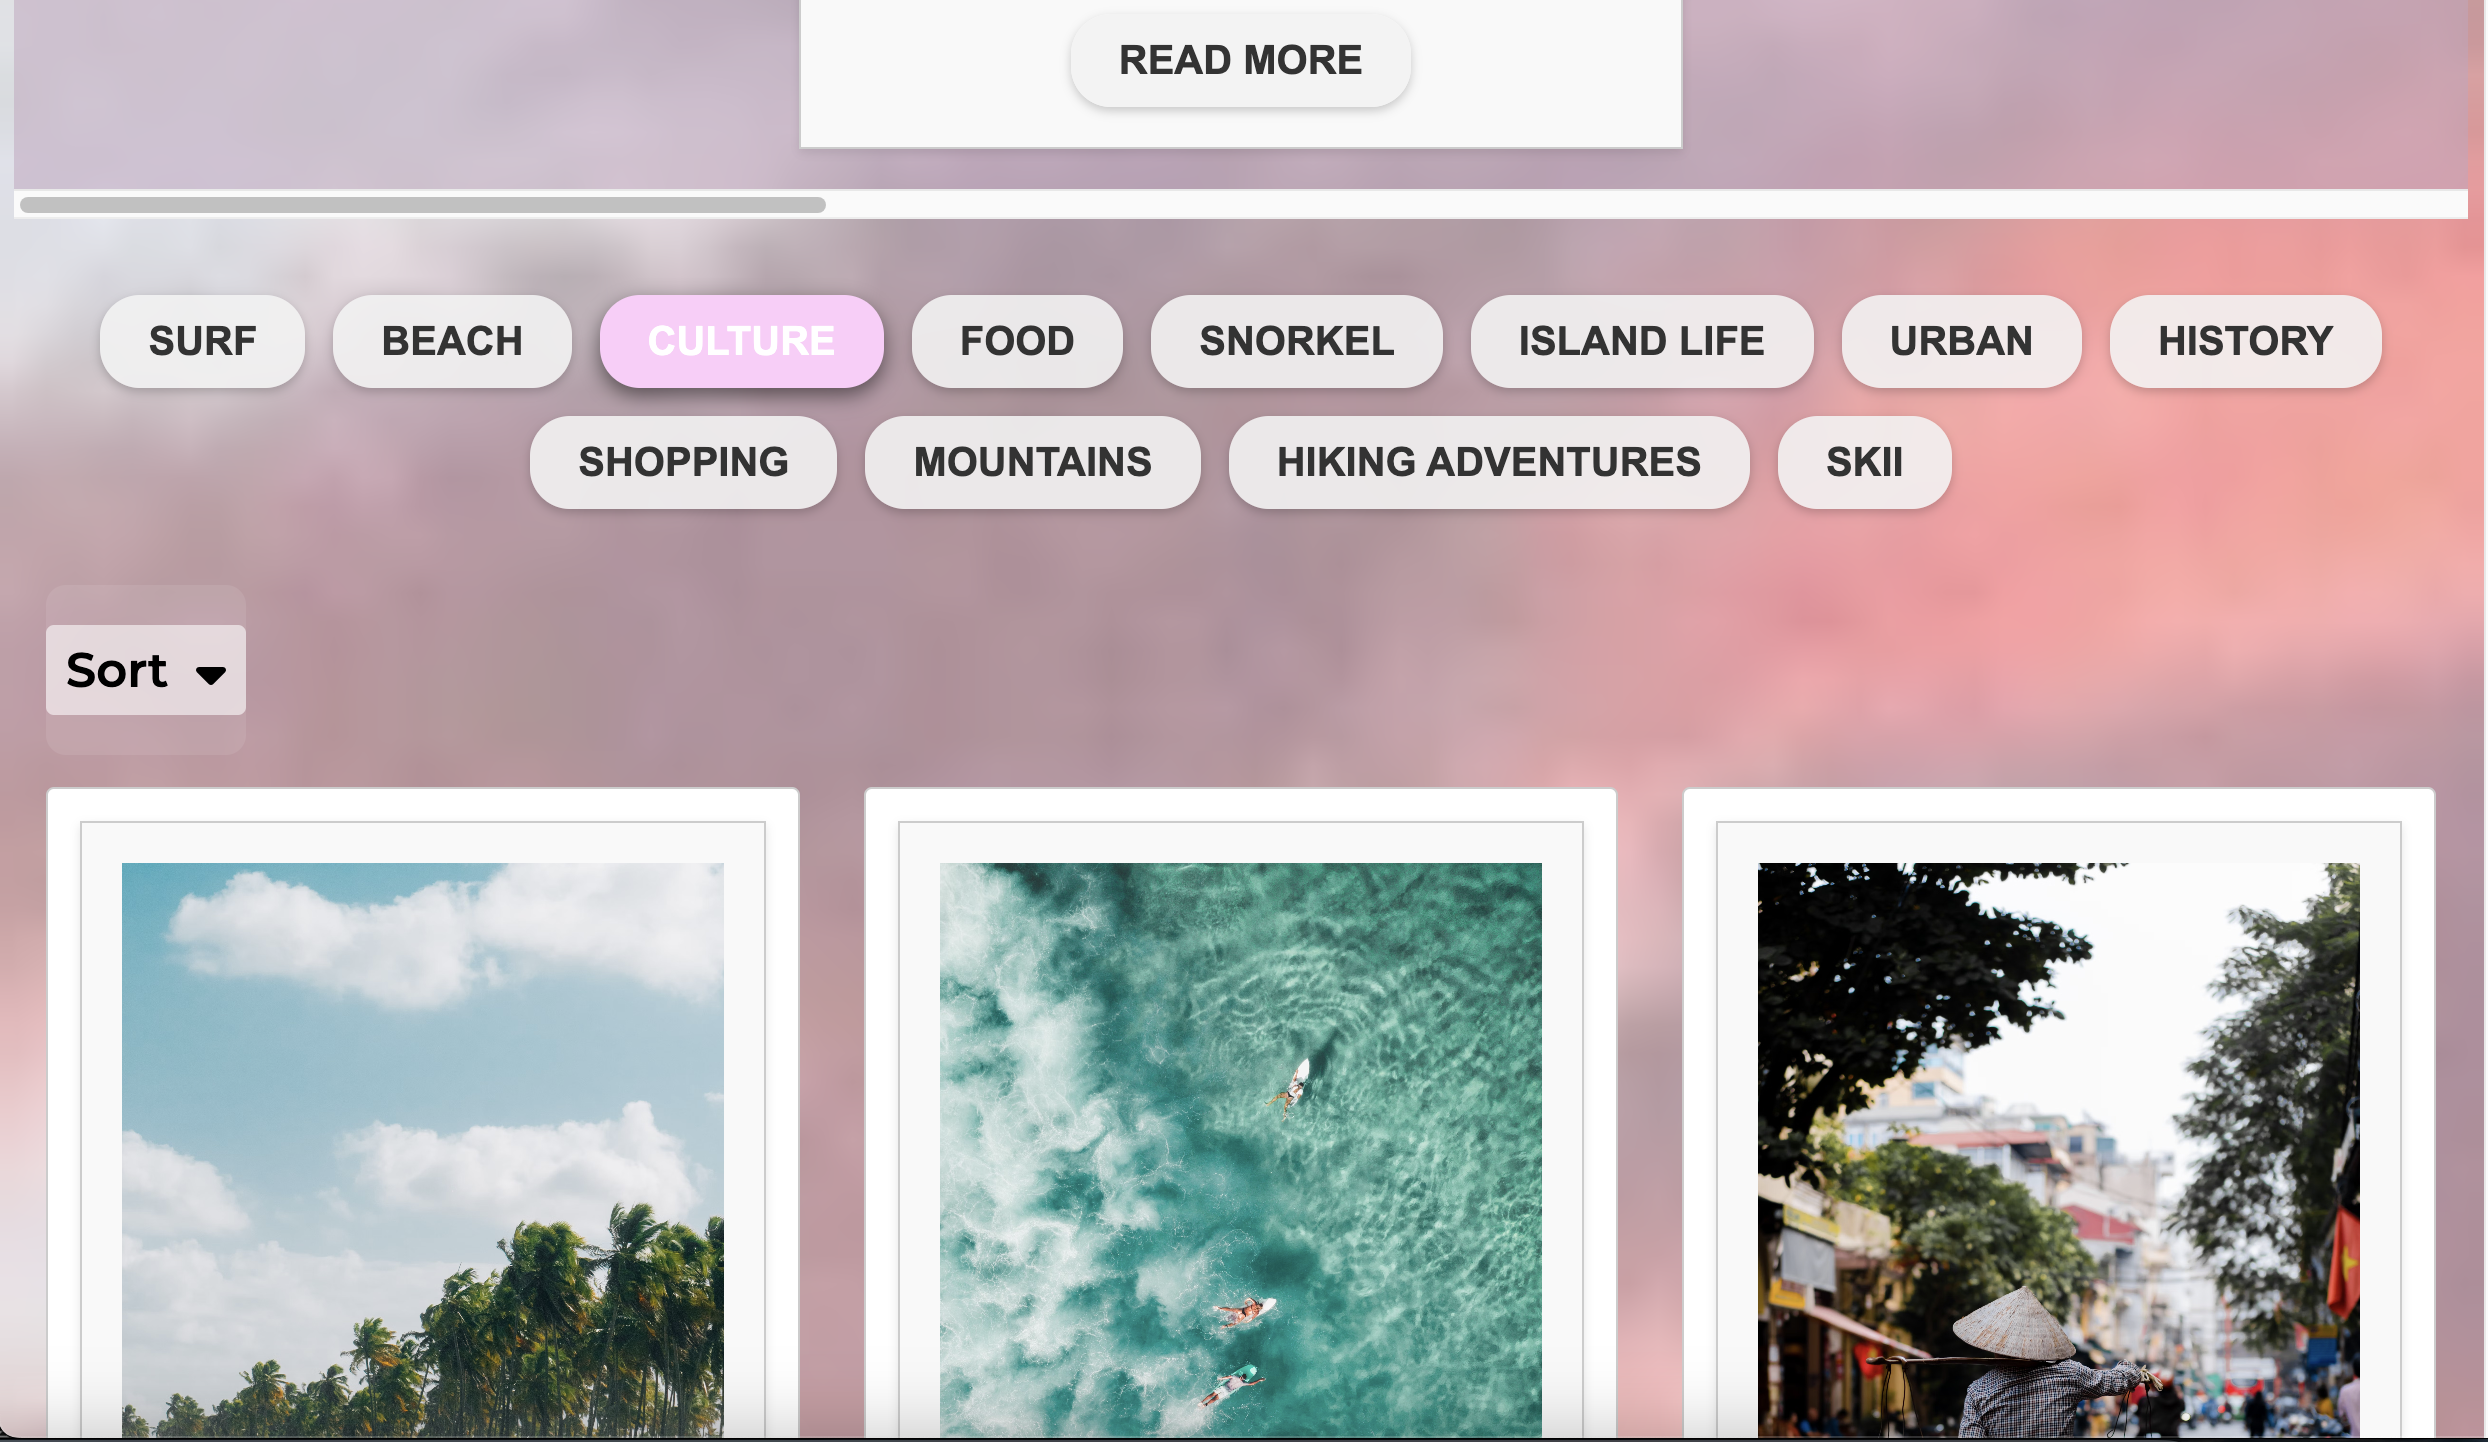 READ MORE
SURF BEACH CULTURE FOOD SNORKEL ISLAND LIFE URBAN HISTORY
SHOPPING MOUNTAINS HIKING ADVENTURES SKII
Sort